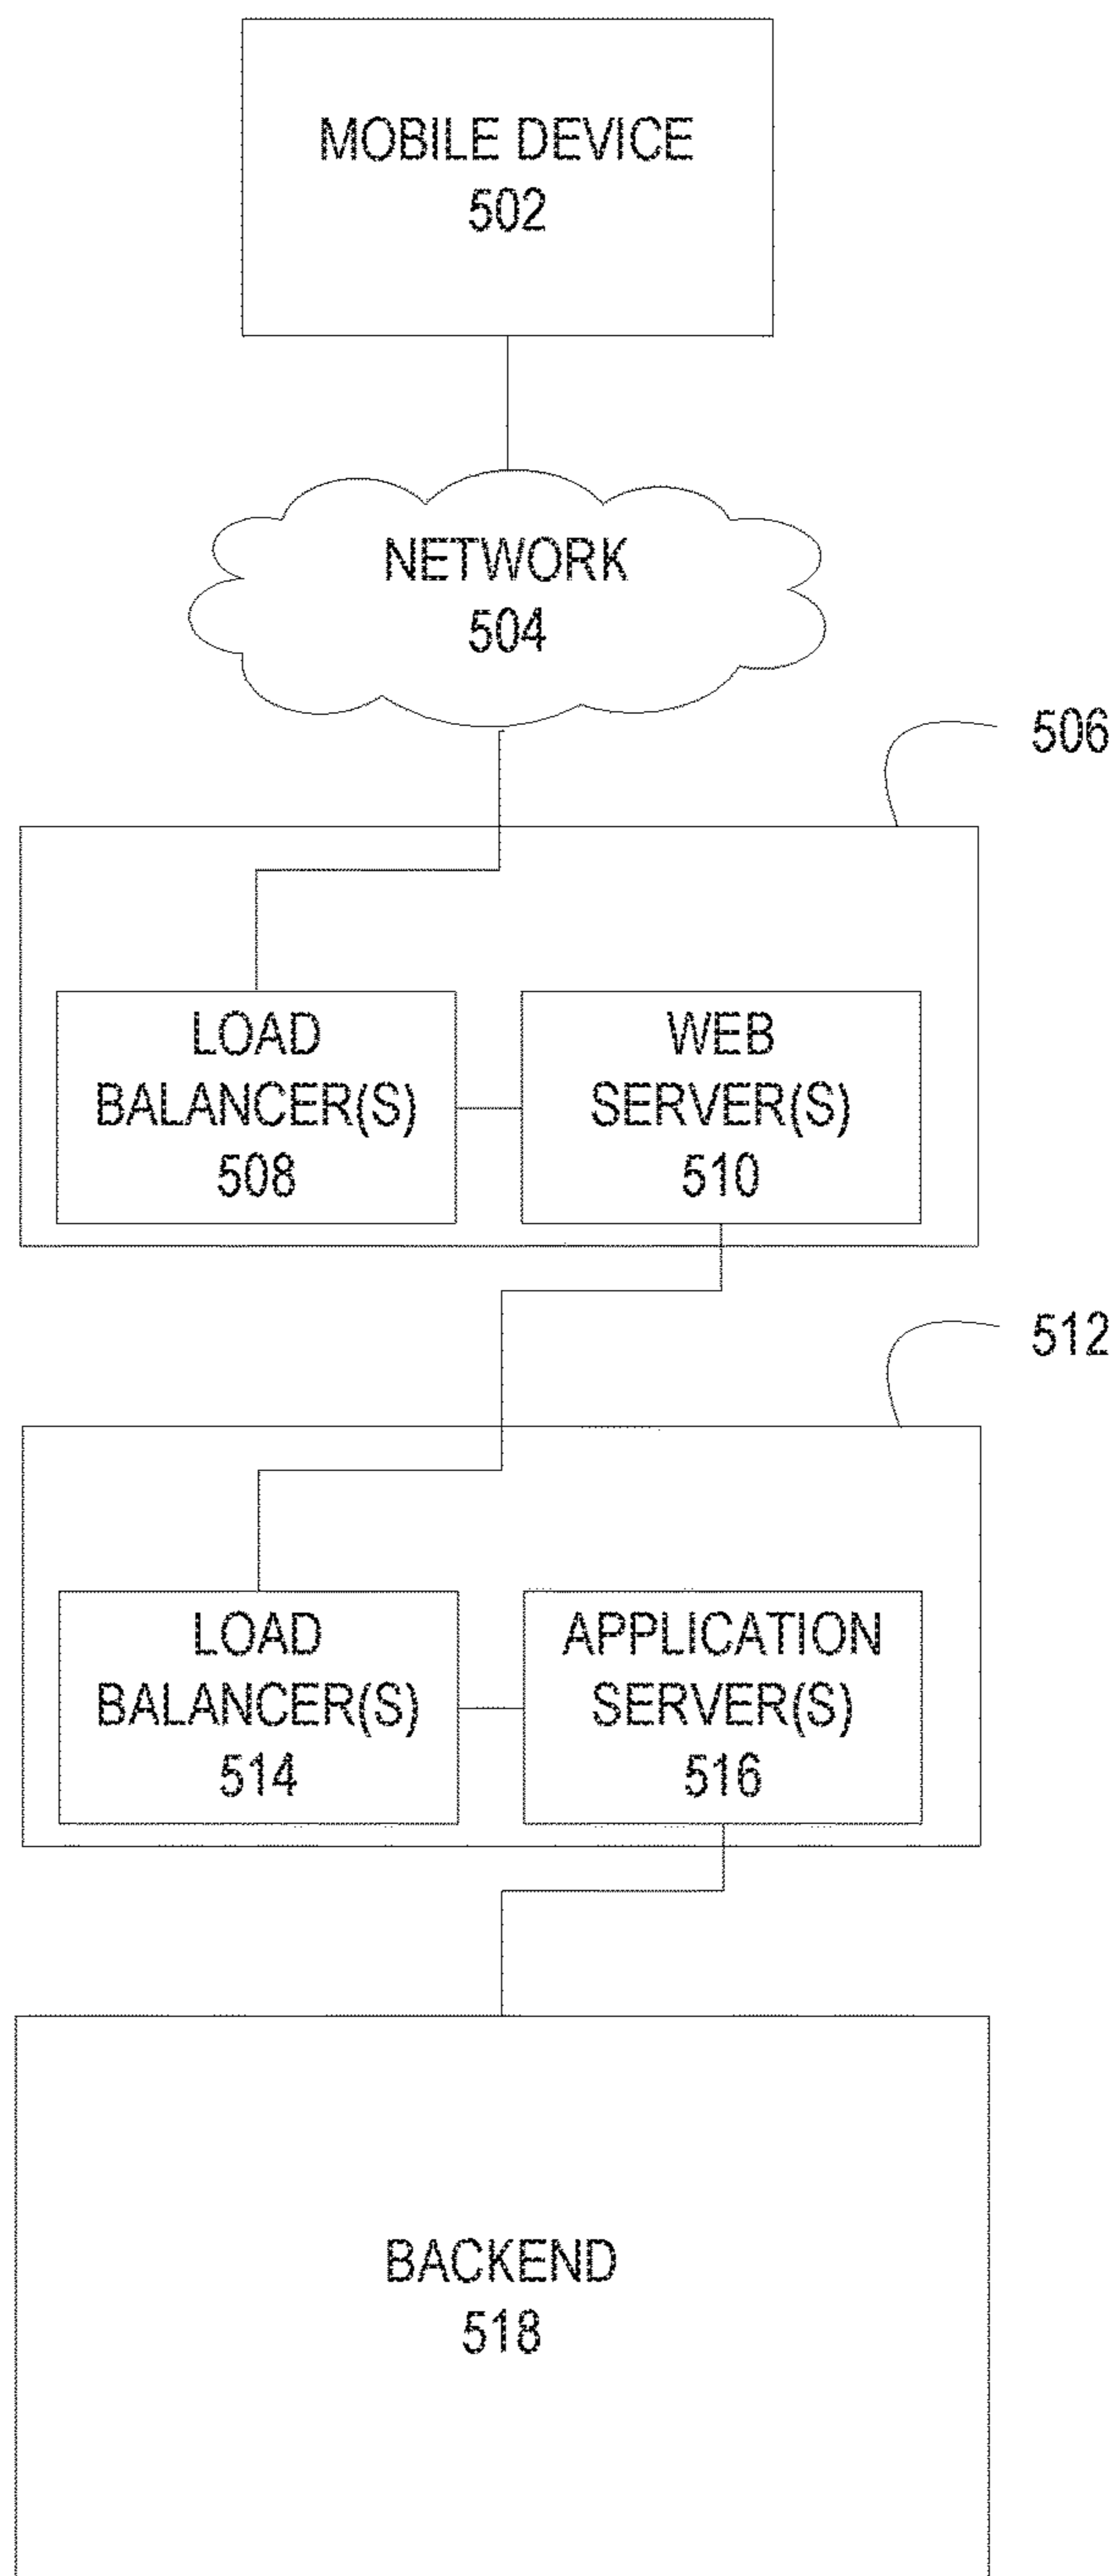 MOBILE DEVICE
502
NETWORK
504
506
LOAD
BALANCER(S)
508
WEB
SERVER(S)
510
512
LOAD
BALANCER(S)
514
APPLICATION
SERVER(S)
516
BACKEND
518